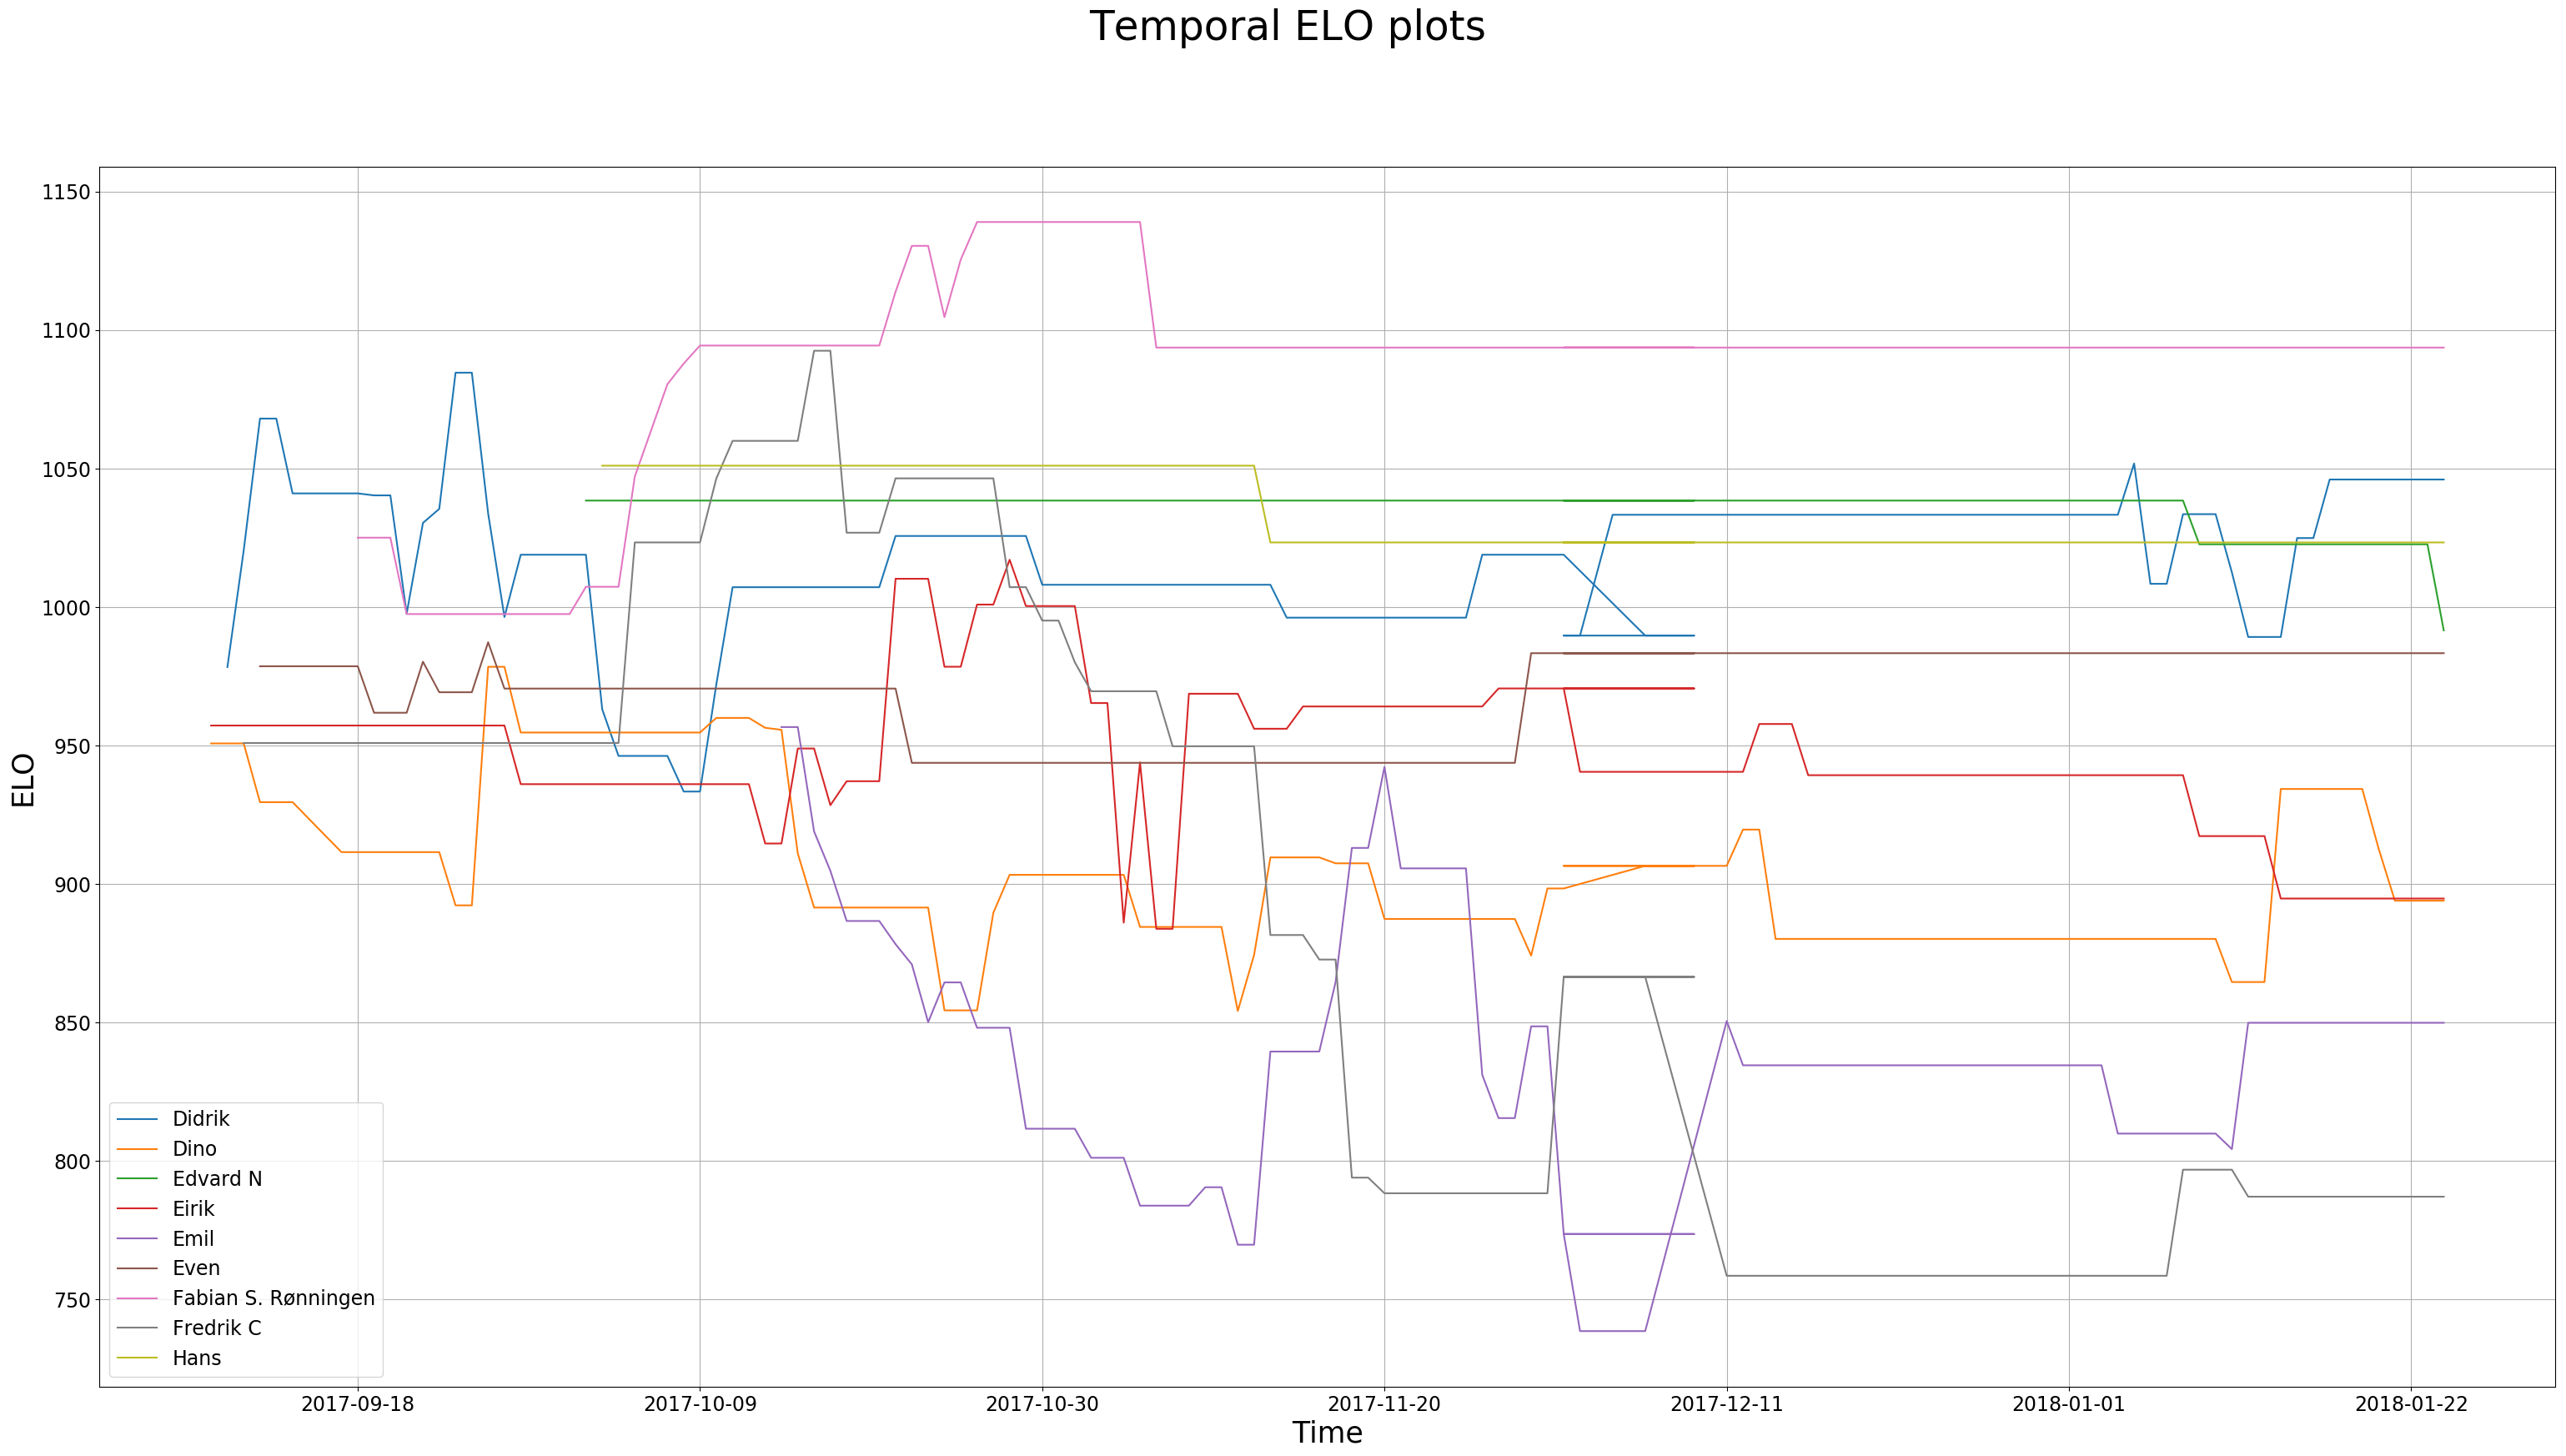 Temporal ELO plots
1150
1100
1050
1000
950
900
850
800
750
ELO
Didrik
Dino
Edvard N
Eirik
Emil
Even
Fabian S. Rønningen
Fredrik C
Hans
2017-09-18 2017-10-09 2017-10-30 2017-11-20 2017-12-11 2018-01-01 2018-01-22
Time